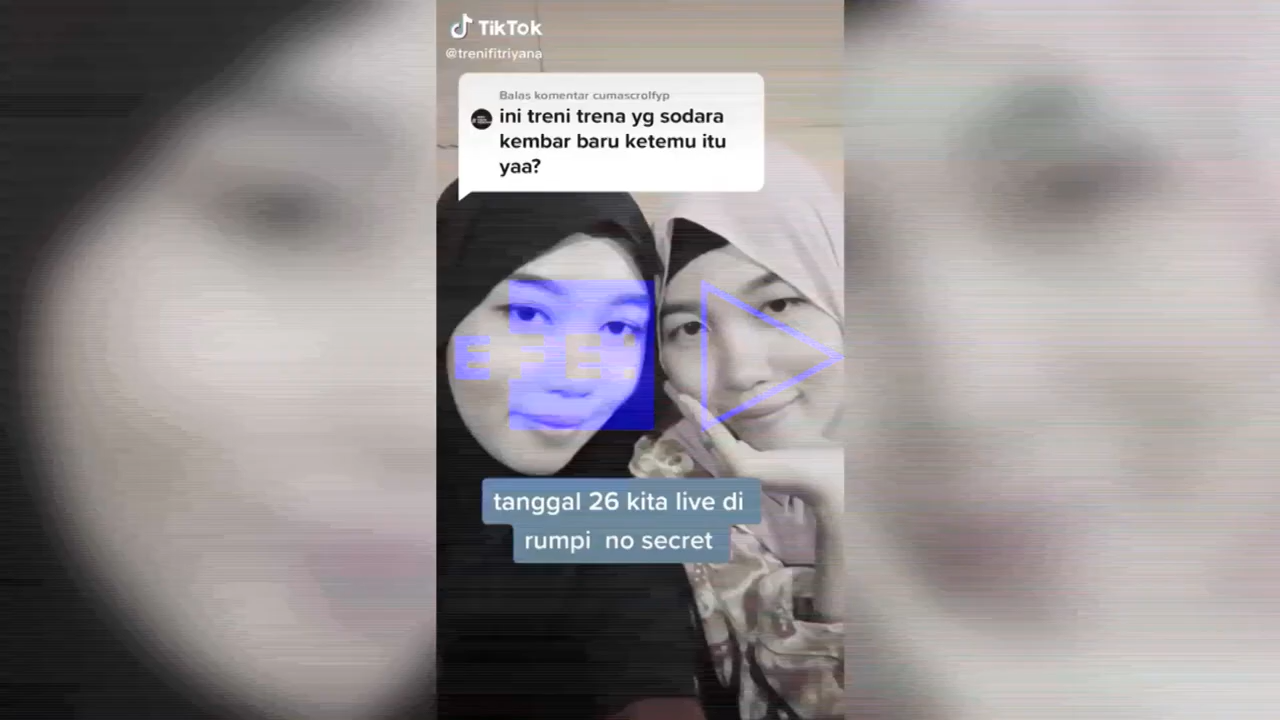 TikTok
@trenifitriyana
Balas komentar cumascrolfyp
ini treni trena yg sodara
kembar baru ketemu itu
yaa?
EFE:
tanggal 26 kita live di
rumpi no secret